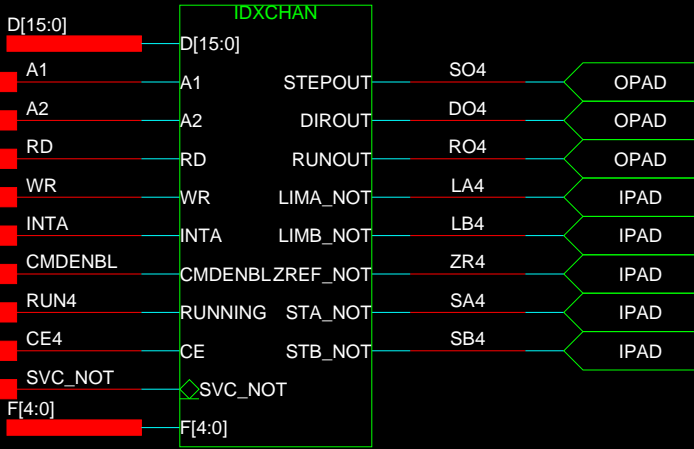 IDXCHAN
D[15:0]
D[15:0]
A1 A1 STEPOUT SO4 OPAD
A2 A2 DIROUT DO4 OPAD
RD RD RUNOUT RO4 OPAD
WR WR LIMA_NOT LA4 IPAD
INTA INTA LIMB_NOT LB4 IPAD
CMDENBL CMDENBL ZREF_NOT ZR4 IPAD
RUN4 RUNNING STA_NOT SA4 IPAD
CE4 CE STB_NOT SB4 IPAD
SVC_NOT SVC_NOT
F[4:0]
F[4:0]